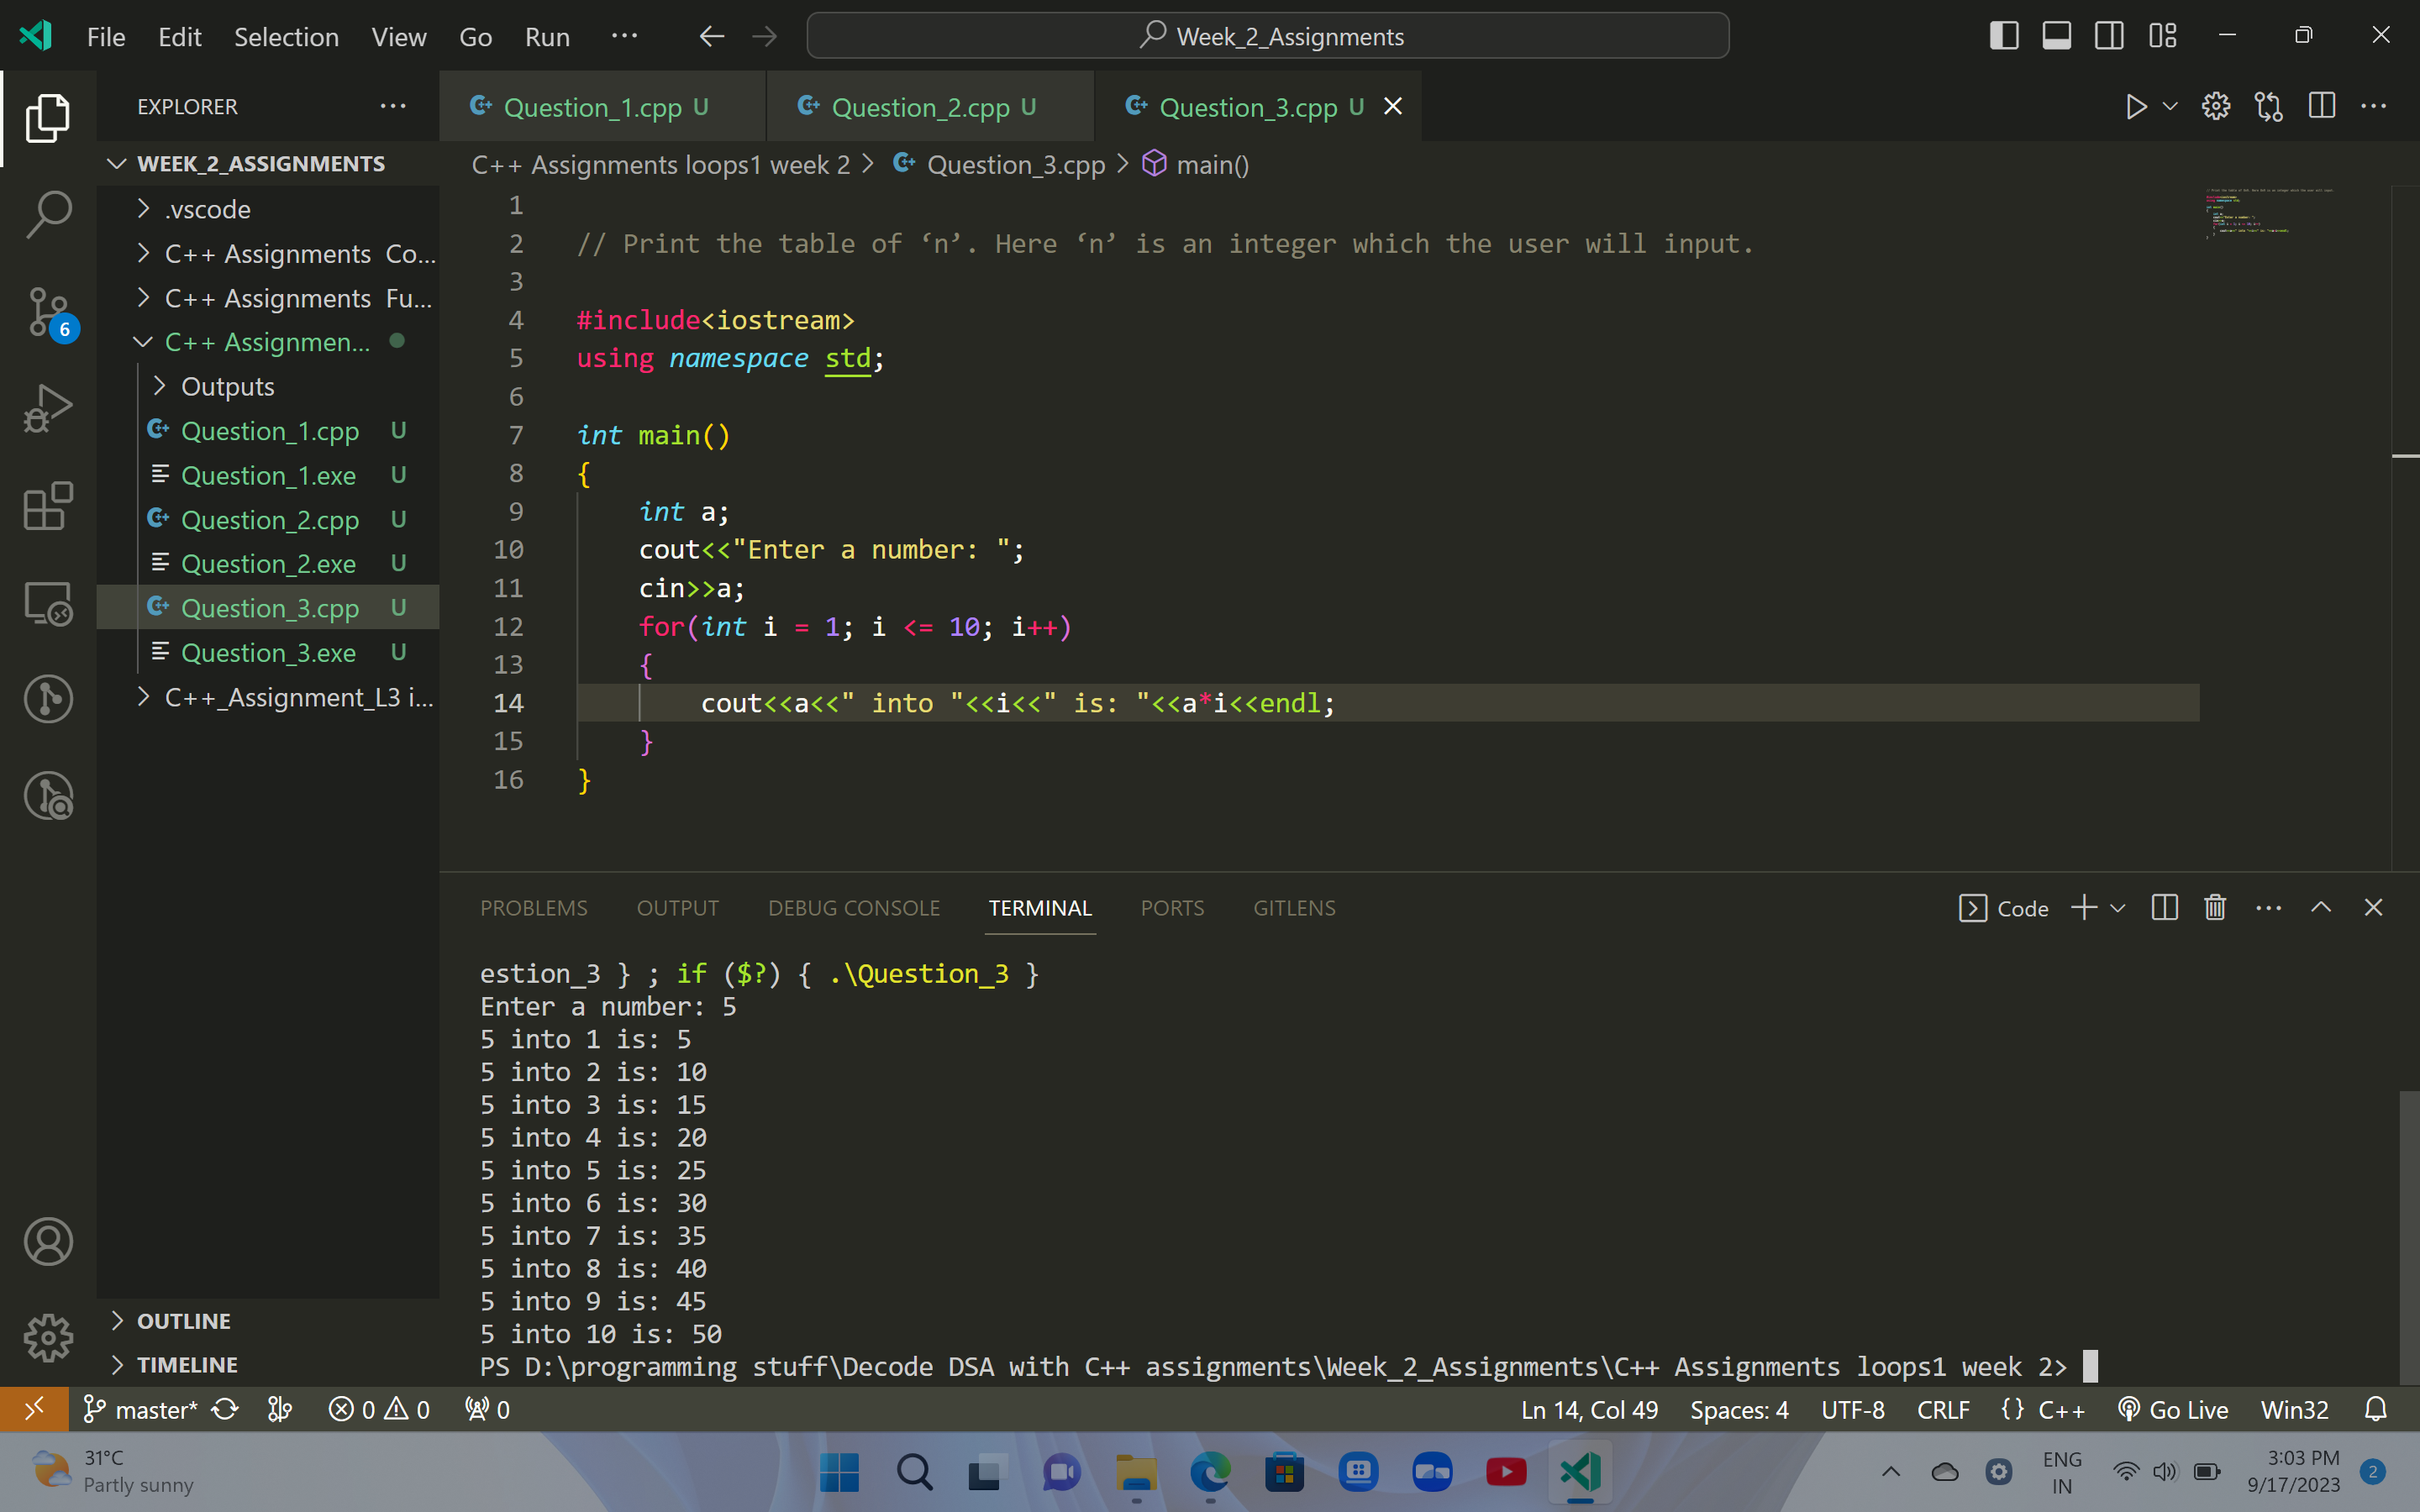 File Edit Selection View Go Run ··· Week_2_Assignments
EXPLORER ···
Question_1.cpp U
Question_2.cpp U
Question_3.cpp U
WEEK_2_ASSIGNMENTS
.vscode
C++ Assignments Co...
C++ Assignments Fu...
C++ Assignmen...
Outputs
Question_1.cpp U
Question_1.exe U
Question_2.cpp U
Question_2.exe U
Question_3.cpp U
Question_3.exe U
C++_Assignment_L3 i...
OUTLINE
TIMELINE
6
C++ Assignments loops1 week 2 > Question_3.cpp > main()
1
2 // Print the table of ‘n’. Here ‘n’ is an integer which the user will input.
3
4 #include<iostream>
5 using namespace std;
6
7 int main()
8 {
9 int a;
10 cout<<"Enter a number: ";
11 cin>>a;
12 for(int i = 1; i <= 10; i++)
13 {
14 cout<<a<<" into "<<i<<" is: "<<a*i<<endl;
15 }
16 }
PROBLEMS OUTPUT DEBUG CONSOLE TERMINAL PORTS GITLENS Code
estion_3 } ; if ($?) { .\Question_3 }
Enter a number: 5
5 into 1 is: 5
5 into 2 is: 10
5 into 3 is: 15
5 into 4 is: 20
5 into 5 is: 25
5 into 6 is: 30
5 into 7 is: 35
5 into 8 is: 40
5 into 9 is: 45
5 into 10 is: 50
PS D:\programming stuff\Decode DSA with C++ assignments\Week_2_Assignments\C++ Assignments loops1 week 2>
master* 0 0 0 Ln 14, Col 49 Spaces: 4 UTF-8 CRLF {} C++ Go Live Win32
31°C
Partly sunny
ENG
IN
3:03 PM
9/17/2023
2